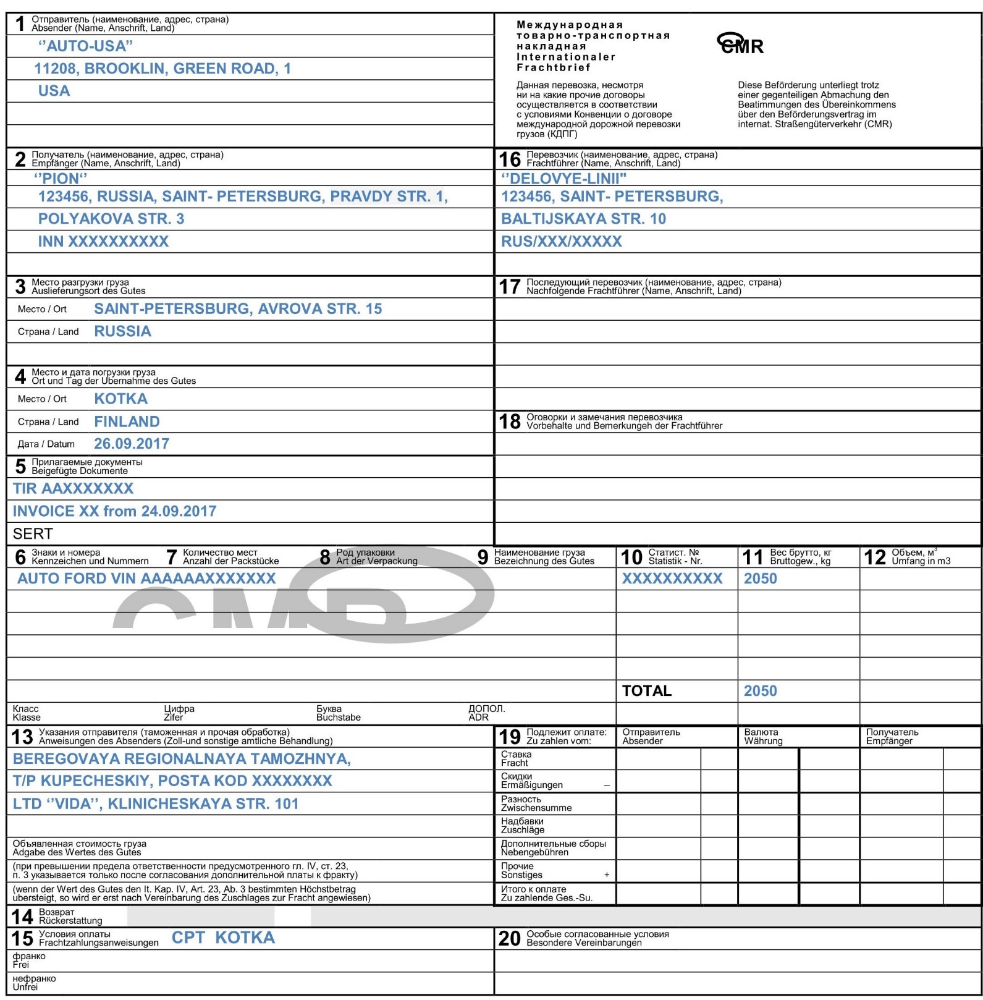 1 Отправитель (наименование, адрес, страна)
Absender (Name, Anschrift, Land)
‘’AUTO-USA’’
11208, BROOKLIN, GREEN ROAD, 1
USA
Международная
товарно-транспортная
накладная
Internationaler
Frachtbrief
CMR
Данная перевозка, несмотря
ни на какие прочие договоры
осуществляется в соответствии
с условиями Конвенции о договоре
международной дорожной перевозки
грузов (КДПГ)
Diese Beförderung unterliegt trotz
einer gegenteiligen Abmachung den
Beatimmungen des Übereinkommens
über den Beförderungsvertrag im
internat. Straßengüterverkehr (CMR)
2 Получатель (наименование, адрес, страна)
Empfänger (Name, Anschrift, Land)
‘’PION‘’
123456, RUSSIA, SAINT- PETERSBURG, PRAVDY STR. 1,
POLYAKOVA STR. 3
INN XXXXXXXXXX
16 Перевозчик (наименование, адрес, страна)
Frachtführer (Name, Anschrift, Land)
‘’DELOVYE-LINII"
123456, SAINT- PETERSBURG,
BALTIJSKAYA STR. 10
RUS/XXX/XXXXX
3 Место разгрузки груза
Auslieferungsort des Gutes
Место / Ort SAINT-PETERSBURG, AVROVA STR. 15
Страна / Land RUSSIA
17 Последующий перевозчик (наименование, адрес, страна)
Nachfolgende Frachtführer (Name, Anschrift, Land)
4 Место и дата погрузки груза
Ort und Tag der Ubernahme des Gutes
Место / Ort KOTKA
Страна / Land FINLAND
Дата / Datum 26.09.2017
18 Оговорки и замечания перевозчика
Vorbehalte und Bemerkungeh der Frachtführer
5 Прилагаемые документы
Beigefügte Dokumente
TIR AAXXXXXXX
INVOICE XX from 24.09.2017
SERT
6 Знаки и номера
Kennzeichen und Nummern
7 Количество мест
Anzahl der Packstücke
8 Род упаковки
Art der Verpackung
9 Наименование груза
Bezeichnung des Gutes
10 Статист. №
Statistik - Nr.
11 Вес брутто, кг
Bruttogew., kg
12 Объем, м³
Umfang in m3
AUTO FORD VIN AAAAAAXXXXXXX XXXXXXXXXX 2050
CMR
TOTAL 2050
Класс
Klasse
Цифра
Zifer
Буква
Buchstabe
ДОПОЛ.
ADR
13 Указания отправителя (таможенная и прочая обработка)
Anweisungen des Absenders (Zoll-und sonstige amtliche Behandlung)
BEREGOVAYA REGIONALNAYA TAMOZHNYA,
T/P KUPECHESKIY, POSTA KOD XXXXXXXX
LTD ‘’VIDA’’, KLINICHESKAYA STR. 101
Объявленная стоимость груза
Adgabe des Wertes des Gutes
(при превышении предела ответственности предусмотренного гл. IV, ст. 23,
п. 3 указывается только после согласования дополнительной платы к фракту)
(wenn der Wert des Gutes den lt. Kap. IV, Art. 23, Ab. 3 bestimmten Höchstbetrag
ubersteigt, so wird er erst nach Vereinbarung des Zuschlages zur Fracht angewiesen)
19 Подлежит оплате:
Zu zahlen vom:
Отправитель
Absender
Валюта
Währung
Получатель
Empfänger
Ставка
Fracht
Скидки
Ermäßigungen –
Разность
Zwischensumme
Надбавки
Zuschläge
Дополнительные сборы
Nebengebühren
Прочие
Sonstiges +
Итого к оплате
Zu zahlende Ges.-Su.
14 Возврат
Rückerstattung
15 Условия оплаты
Frachtzahlungsanweisungen
CPT KOTKA
франко
Frei
нефранко
Unfrei
20 Особые согласованные условия
Besondere Vereinbarungen